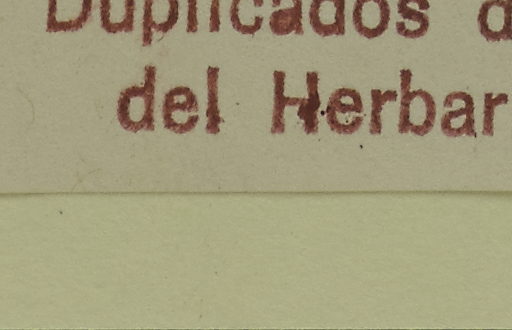 Duplicados d
del Herbar